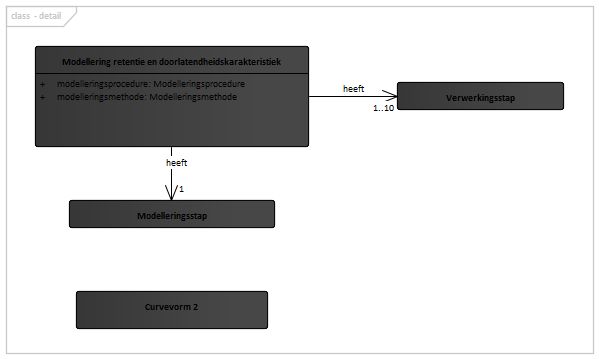 class - detail
Modellering retentie en doorlatendheidskarakteristiek
+ modelleringsprocedure: Modelleringsprocedure
+ modelleringsmethode: Modelleringsmethode
heeft
1..10
Verwerkingsstap
heeft
1
Modelleringsstap
Curvevorm 2